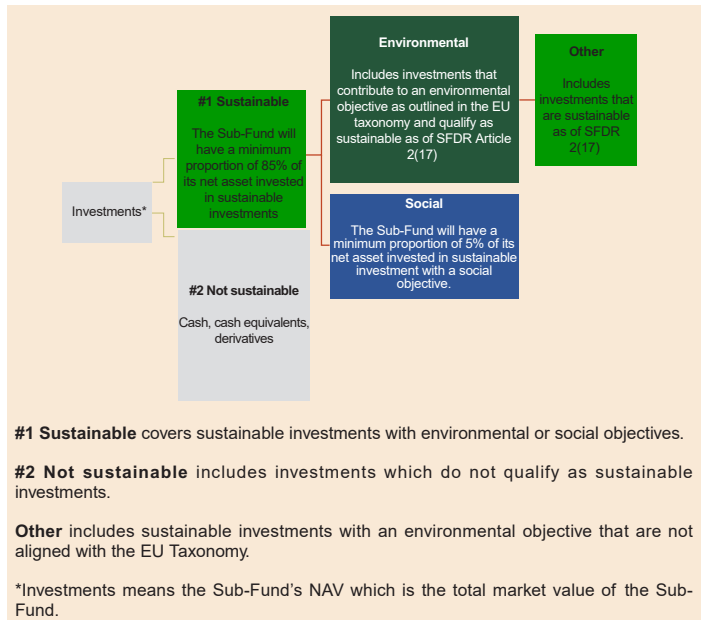 Investments*
#1 Sustainable
The Sub-Fund will
have a minimum
proportion of 85% of
its net asset invested
in sustainable
investments
#2 Not sustainable
Cash, cash equivalents,
derivatives
Environmental
Includes investments that
contribute to an environmental
objective as outlined in the EU
taxonomy and qualify as
sustainable as of SFDR Article
2(17)
Social
The Sub-Fund will have a
minimum proportion of 5% of its
net asset invested in sustainable
investment with a social
objective.
Other
Includes
investments that
are sustainable
as of SFDR
2(17)
#1 Sustainable covers sustainable investments with environmental or social objectives.
#2 Not sustainable includes investments which do not qualify as sustainable
investments.
Other includes sustainable investments with an environmental objective that are not
aligned with the EU Taxonomy.
*Investments means the Sub-Fund's NAV which is the total market value of the Sub-
Fund.